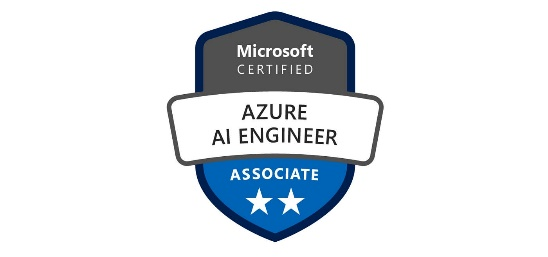 Microsoft
CERTIFIED
AZURE
AI ENGINEER
ASSOCIATE